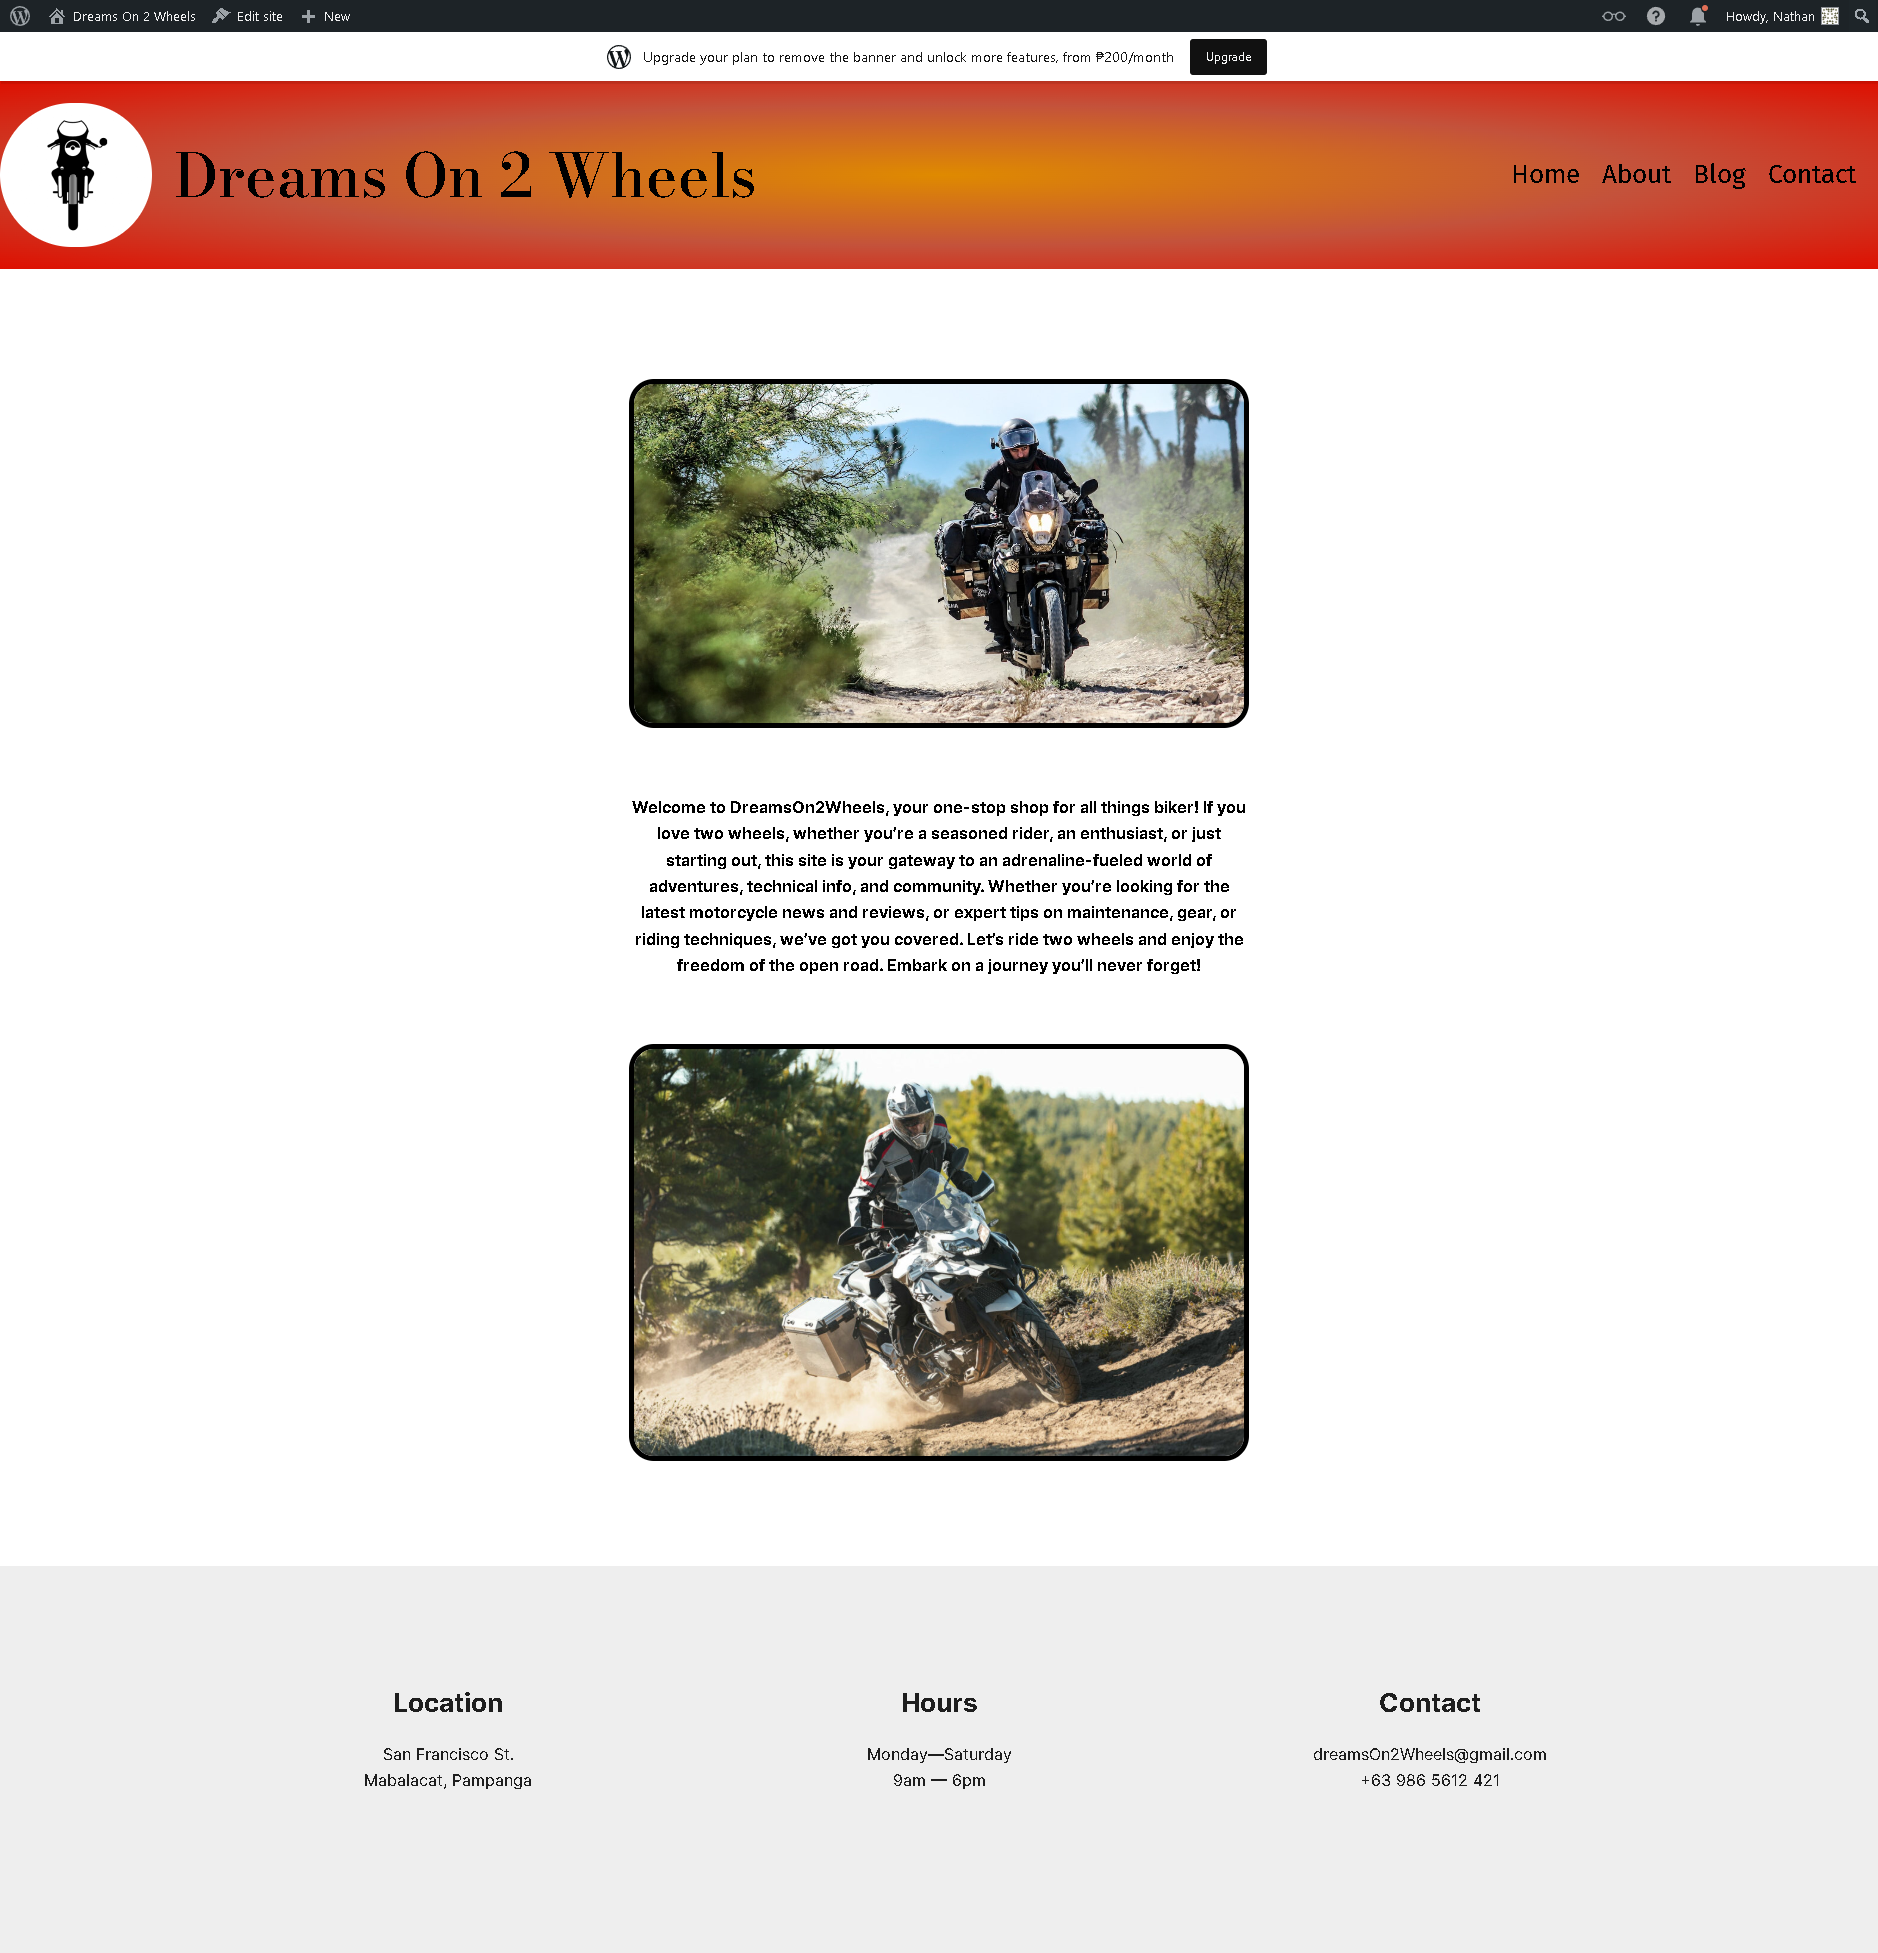 Dreams On 2 Wheels Edit site New Howdy, Nathan
Upgrade your plan to remove the banner and unlock more features, from ₱200/month Upgrade
Dreams On 2 Wheels
Home About Blog Contact
Welcome to DreamsOn2Wheels, your one-stop shop for all things biker! If you
love two wheels, whether you’re a seasoned rider, an enthusiast, or just
starting out, this site is your gateway to an adrenaline-fueled world of
adventures, technical info, and community. Whether you’re looking for the
latest motorcycle news and reviews, or expert tips on maintenance, gear, or
riding techniques, we’ve got you covered. Let’s ride two wheels and enjoy the
freedom of the open road. Embark on a journey you’ll never forget!
Location
San Francisco St.
Mabalacat, Pampanga
Hours
Monday—Saturday
9am — 6pm
Contact
dreamsOn2Wheels@gmail.com
+63 986 5612 421